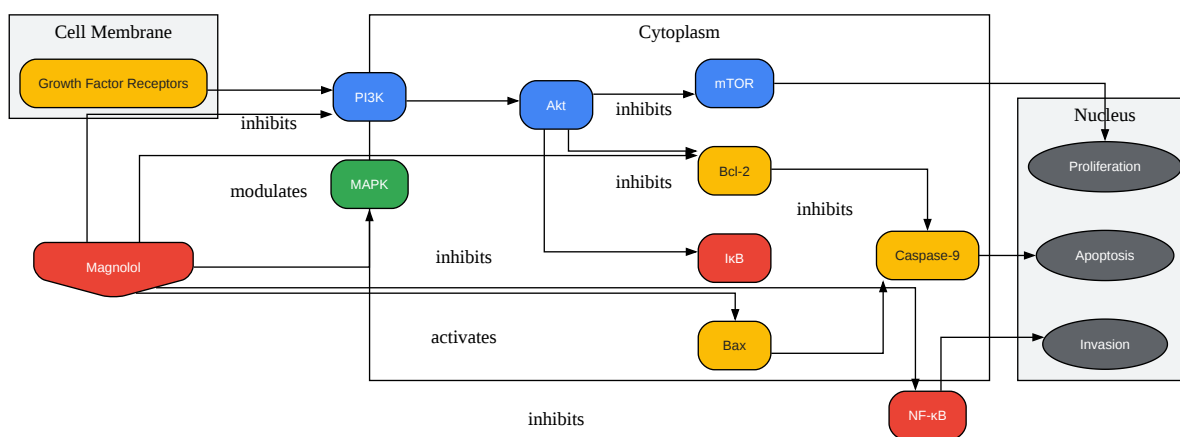 Cell Membrane
Cytoplasm
Growth Factor Receptors
PI3K
mTOR
Akt
inhibits
inhibits
Nucleus
Proliferation
MAPK
modulates
Bcl-2
inhibits
inhibits
Magnolol
inhibits
IκB
Caspase-9
Apoptosis
activates
Bax
Invasion
inhibits
NF-κB